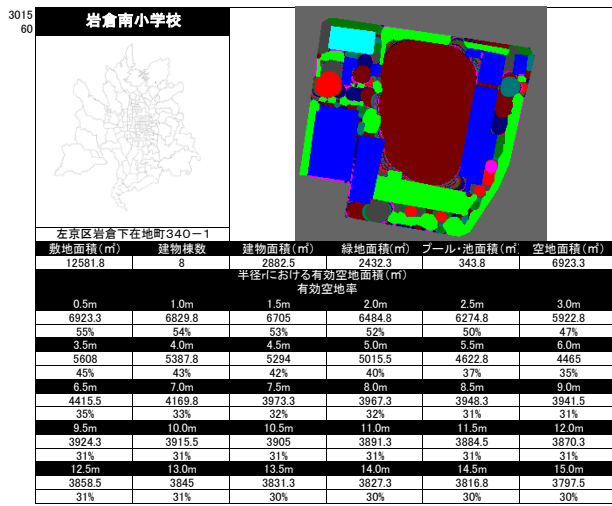 3015
60
岩倉南小学校
左京区岩倉下在地町340－1
敷地面積(㎡) 建物棟数 建物面積(㎡) 緑地面積(㎡) プール・池面積(㎡) 空地面積(㎡)
12581.8 8 2882.5 2432.3 343.8 6923.3
半径rにおける有効空地面積(㎡)
有効空地率
0.5m 1.0m 1.5m 2.0m 2.5m 3.0m
6923.3 6829.8 6705 6484.8 6274.8 5922.8
55% 54% 53% 52% 50% 47%
3.5m 4.0m 4.5m 5.0m 5.5m 6.0m
5608 5387.8 5294 5015.5 4622.8 4465
45% 43% 42% 40% 37% 35%
6.5m 7.0m 7.5m 8.0m 8.5m 9.0m
4415.5 4169.8 3973.3 3967.3 3948.3 3941.5
35% 33% 32% 32% 31% 31%
9.5m 10.0m 10.5m 11.0m 11.5m 12.0m
3924.3 3915.5 3905 3891.3 3884.5 3870.3
31% 31% 31% 31% 31% 31%
12.5m 13.0m 13.5m 14.0m 14.5m 15.0m
3858.5 3845 3831.3 3827.3 3816.8 3797.5
31% 31% 30% 30% 30% 30%